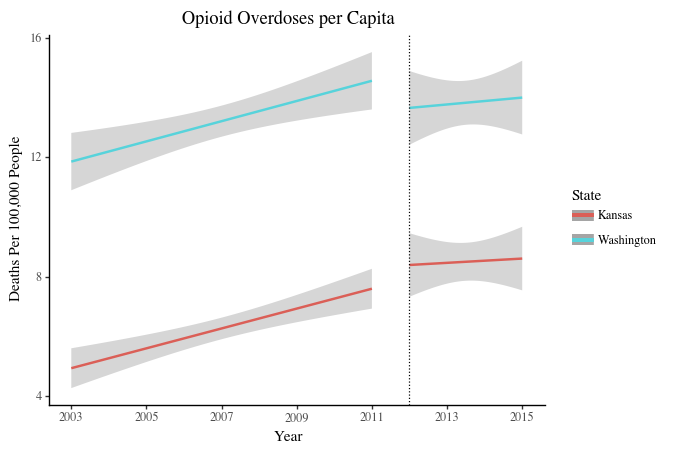 Opioid Overdoses per Capita
Deaths Per 100,000 People
16
12
8
4
2003 2005 2007 2009 2011 2013 2015
Year
State
Kansas
Washington